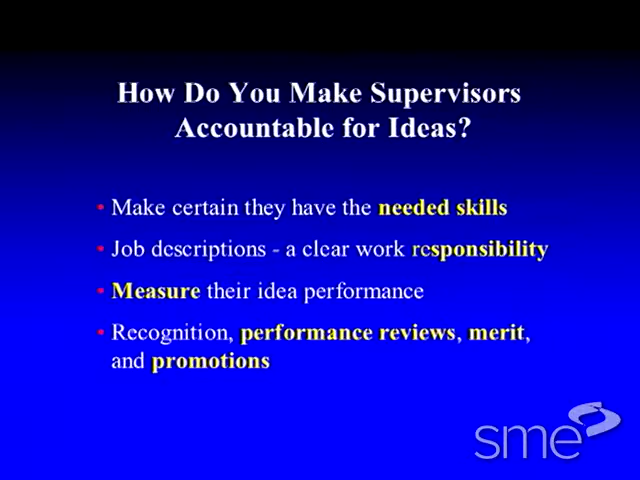 How Do You Make Supervisors
Accountable for Ideas?
• Make certain they have the needed skills
• Job descriptions - a clear work responsibility
• Measure their idea performance
• Recognition, performance reviews, merit,
and promotions
sme